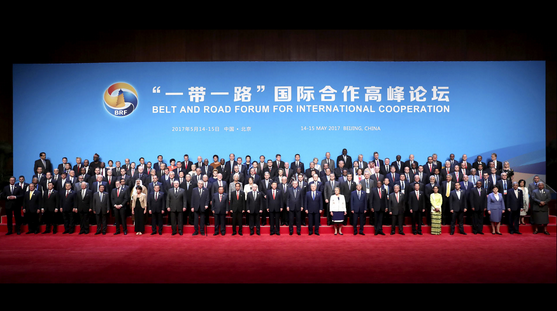 “一带一路”国际合作高峰论坛
BELT AND ROAD FORUM FOR INTERNATIONAL COOPERATION
BRF
2017年5月14-15日 中国·北京
14-15 MAY 2017 BEIJING, CHINA